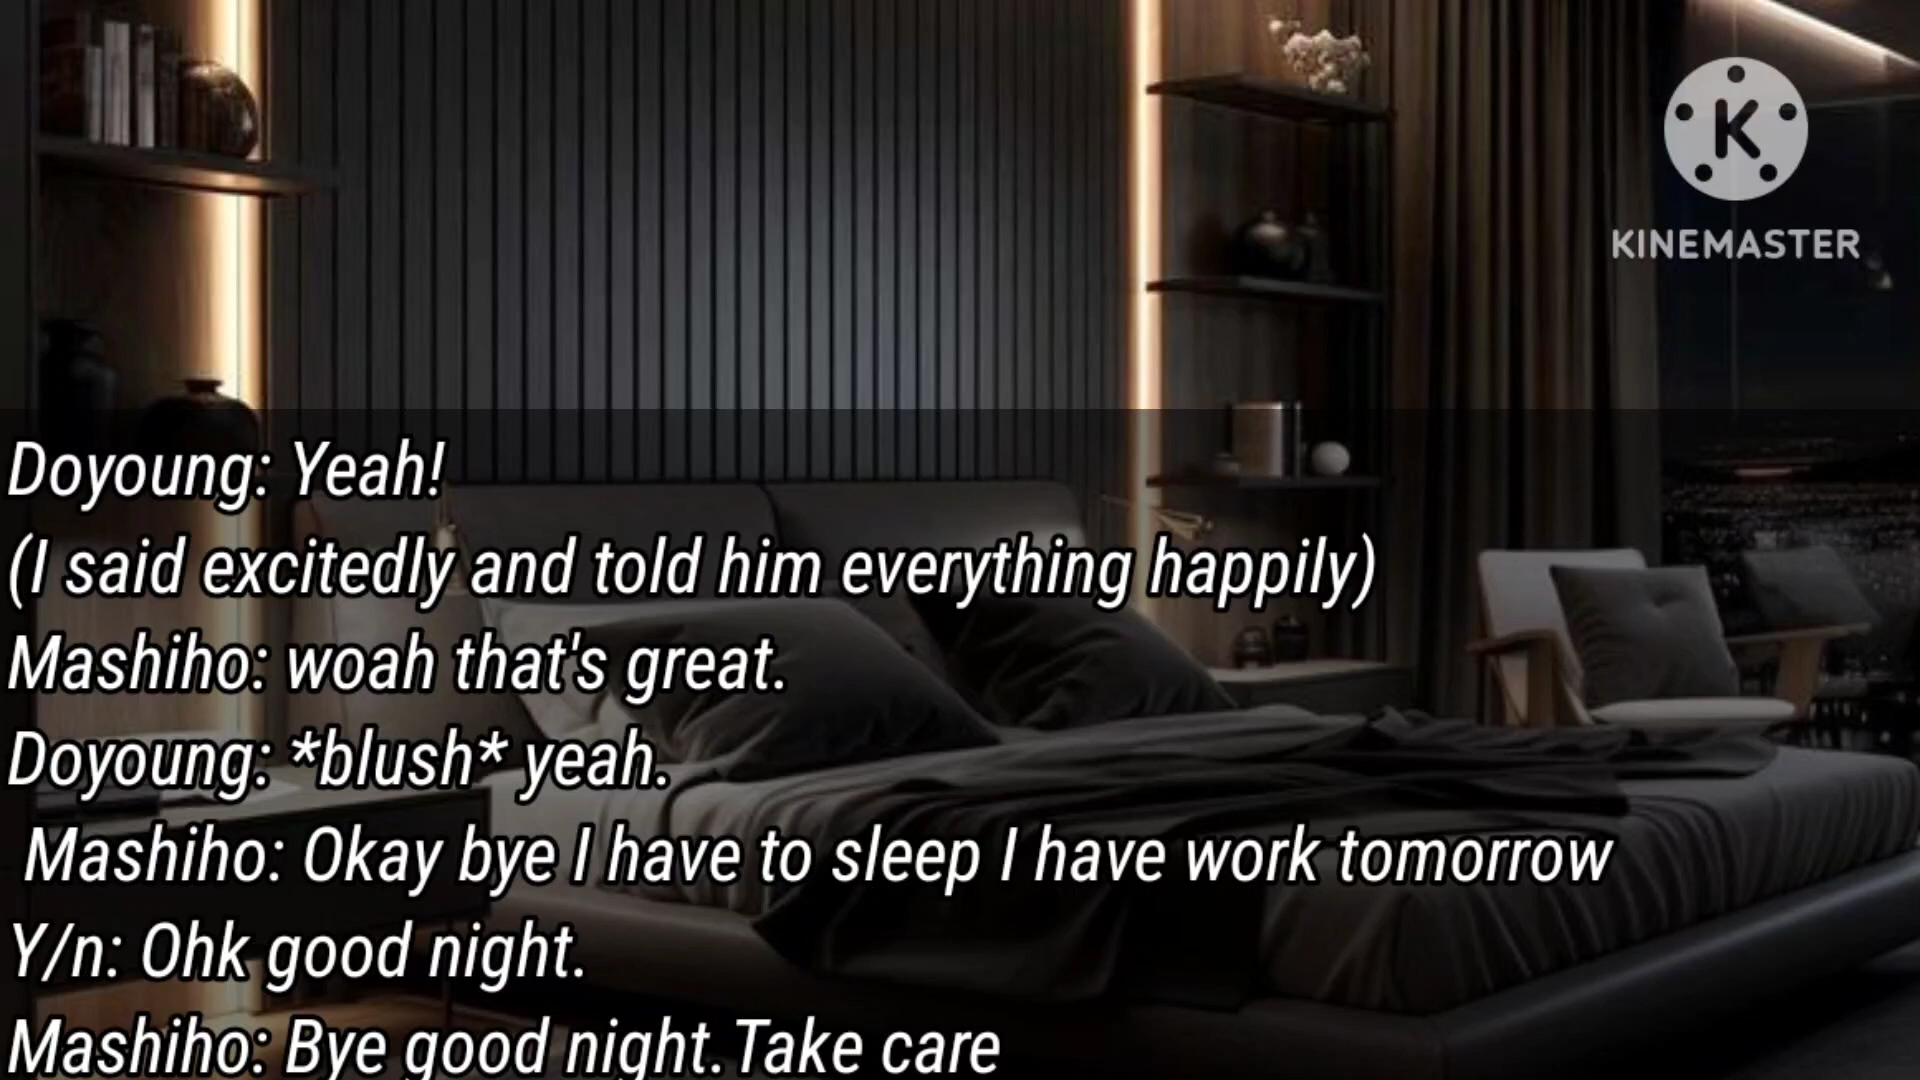 K
KINEMASTER
Doyoung: Yeah!
(I said excitedly and told him everything happily)
Mashiho: woah that's great.
Doyoung: *blush* yeah.
Mashiho: Okay bye I have to sleep I have work tomorrow
Y/n: Ohk good night.
Mashiho: Bye good night. Take care